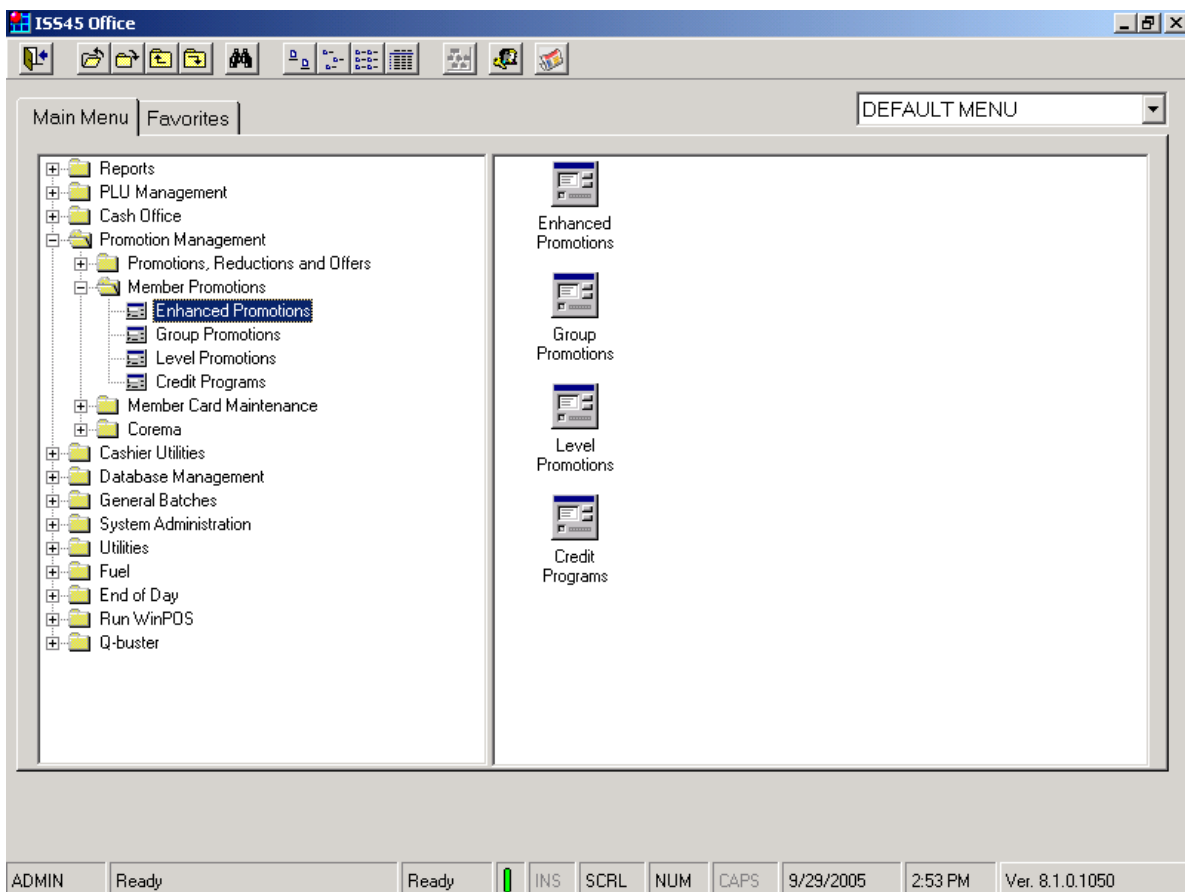 ISS45 Office
Main Menu
Favorites
DEFAULT MENU
Reports
PLU Management
Cash Office
Promotion Management
Promotions, Reductions and Offers
Member Promotions
Enhanced Promotions
Group Promotions
Level Promotions
Credit Programs
Member Card Maintenance
Corema
Cashier Utilities
Database Management
General Batches
System Administration
Utilities
Fuel
End of Day
Run WinPOS
Q-buster
Enhanced
Promotions
Group
Promotions
Level
Promotions
Credit
Programs
ADMIN
Ready
Ready
INS
SCRL
NUM
CAPS
9/29/2005
2:53 PM
Ver. 8.1.0.1050